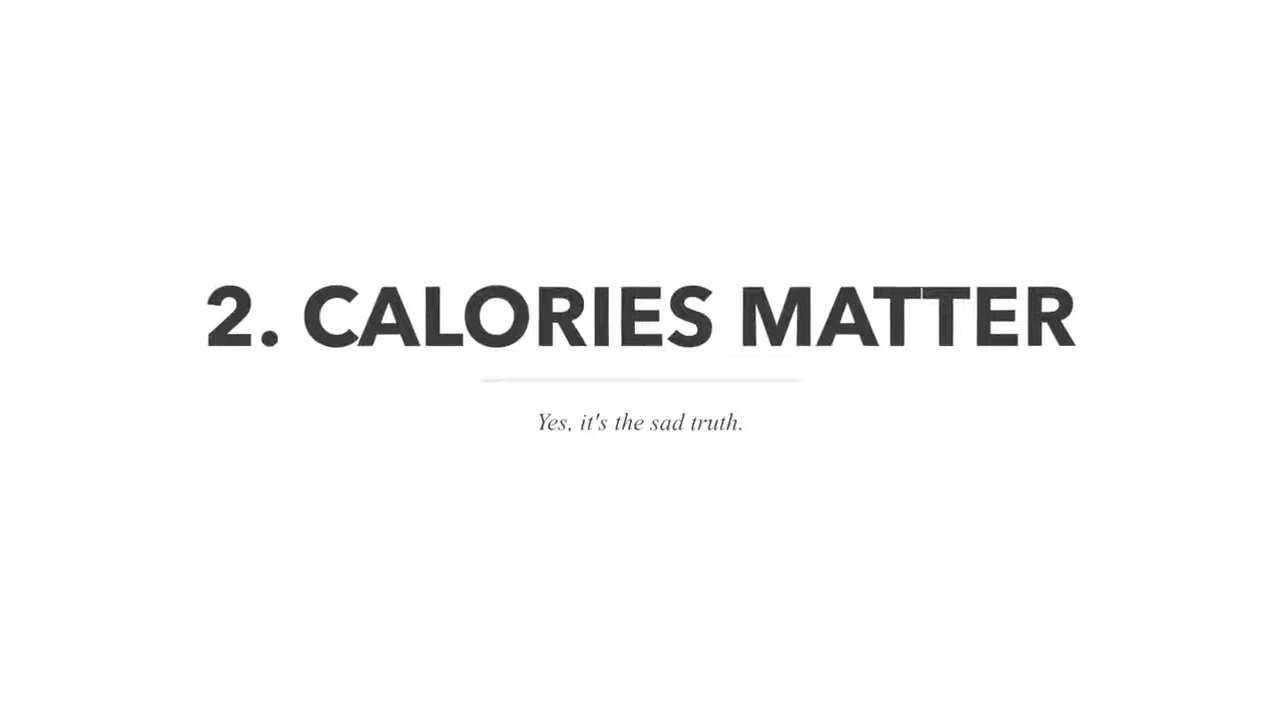 2. CALORIES MATTER
Yes, it's the sad truth.